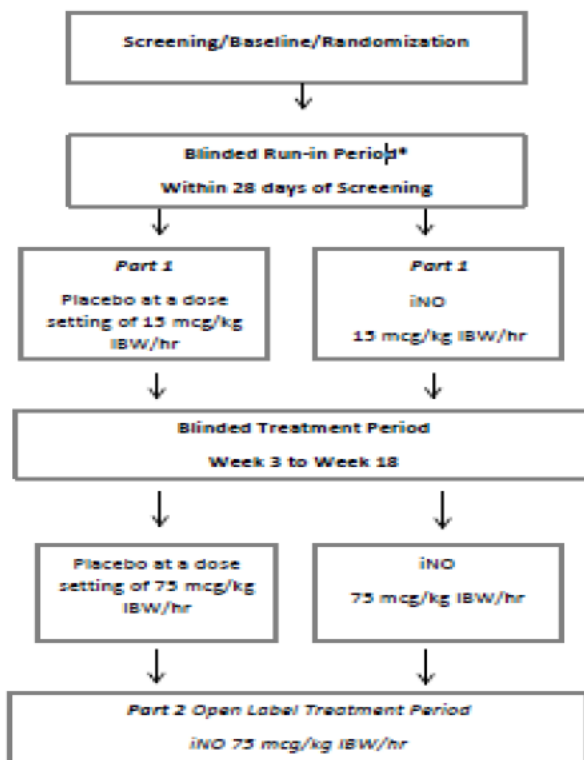 Screening/Baseline/Randomization
Blinded Run-in Period*
Within 28 days of Screening
Part 1
Placebo at a dose
setting of 15 mcg/kg
IBW/hr
Part 1
iNO
15 mcg/kg IBW/hr
Blinded Treatment Period
Week 3 to Week 18
Placebo at a dose
setting of 75 mcg/kg
IBW/hr
iNO
75 mcg/kg IBW/hr
Part 2 Open Label Treatment Period
iNO 75 mcg/kg IBW/hr